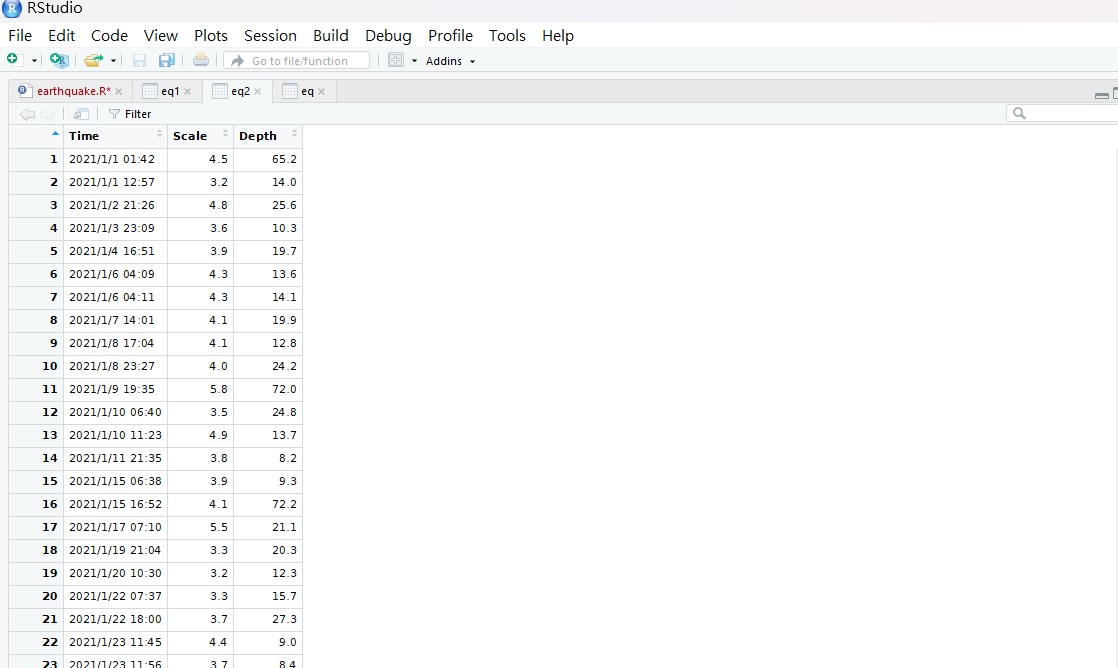 RStudio
File Edit Code View Plots Session Build Debug Profile Tools Help
Go to file/function Addins
earthquake.R* eq1 eq2 eq
Filter
Time Scale Depth
1 2021/1/1 01:42 4.5 65.2
2 2021/1/1 12:57 3.2 14.0
3 2021/1/2 21:26 4.8 25.6
4 2021/1/3 23:09 3.6 10.3
5 2021/1/4 16:51 3.9 19.7
6 2021/1/6 04:09 4.3 13.6
7 2021/1/6 04:11 4.3 14.1
8 2021/1/7 14:01 4.1 19.9
9 2021/1/8 17:04 4.1 12.8
10 2021/1/8 23:27 4.0 24.2
11 2021/1/9 19:35 5.8 72.0
12 2021/1/10 06:40 3.5 24.8
13 2021/1/10 11:23 4.9 13.7
14 2021/1/11 21:35 3.8 8.2
15 2021/1/15 06:38 3.9 9.3
16 2021/1/15 16:52 4.1 72.2
17 2021/1/17 07:10 5.5 21.1
18 2021/1/19 21:04 3.3 20.3
19 2021/1/20 10:30 3.2 12.3
20 2021/1/22 07:37 3.3 15.7
21 2021/1/22 18:00 3.7 27.3
22 2021/1/23 11:45 4.4 9.0
23 2021/1/23 11:56 3.7 8.4